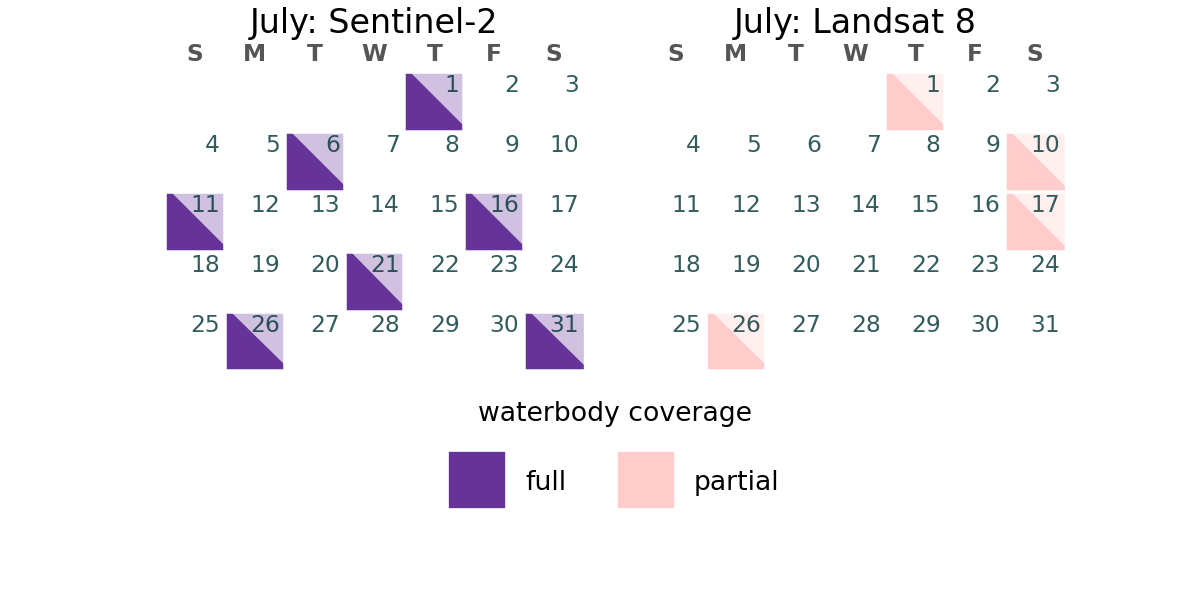 July: Sentinel-2
S M T W T F S
1 2 3
4 5 6 7 8 9 10
11 12 13 14 15 16 17
18 19 20 21 22 23 24
25 26 27 28 29 30 31
July: Landsat 8
S M T W T F S
1 2 3
4 5 6 7 8 9 10
11 12 13 14 15 16 17
18 19 20 21 22 23 24
25 26 27 28 29 30 31
waterbody coverage
full partial